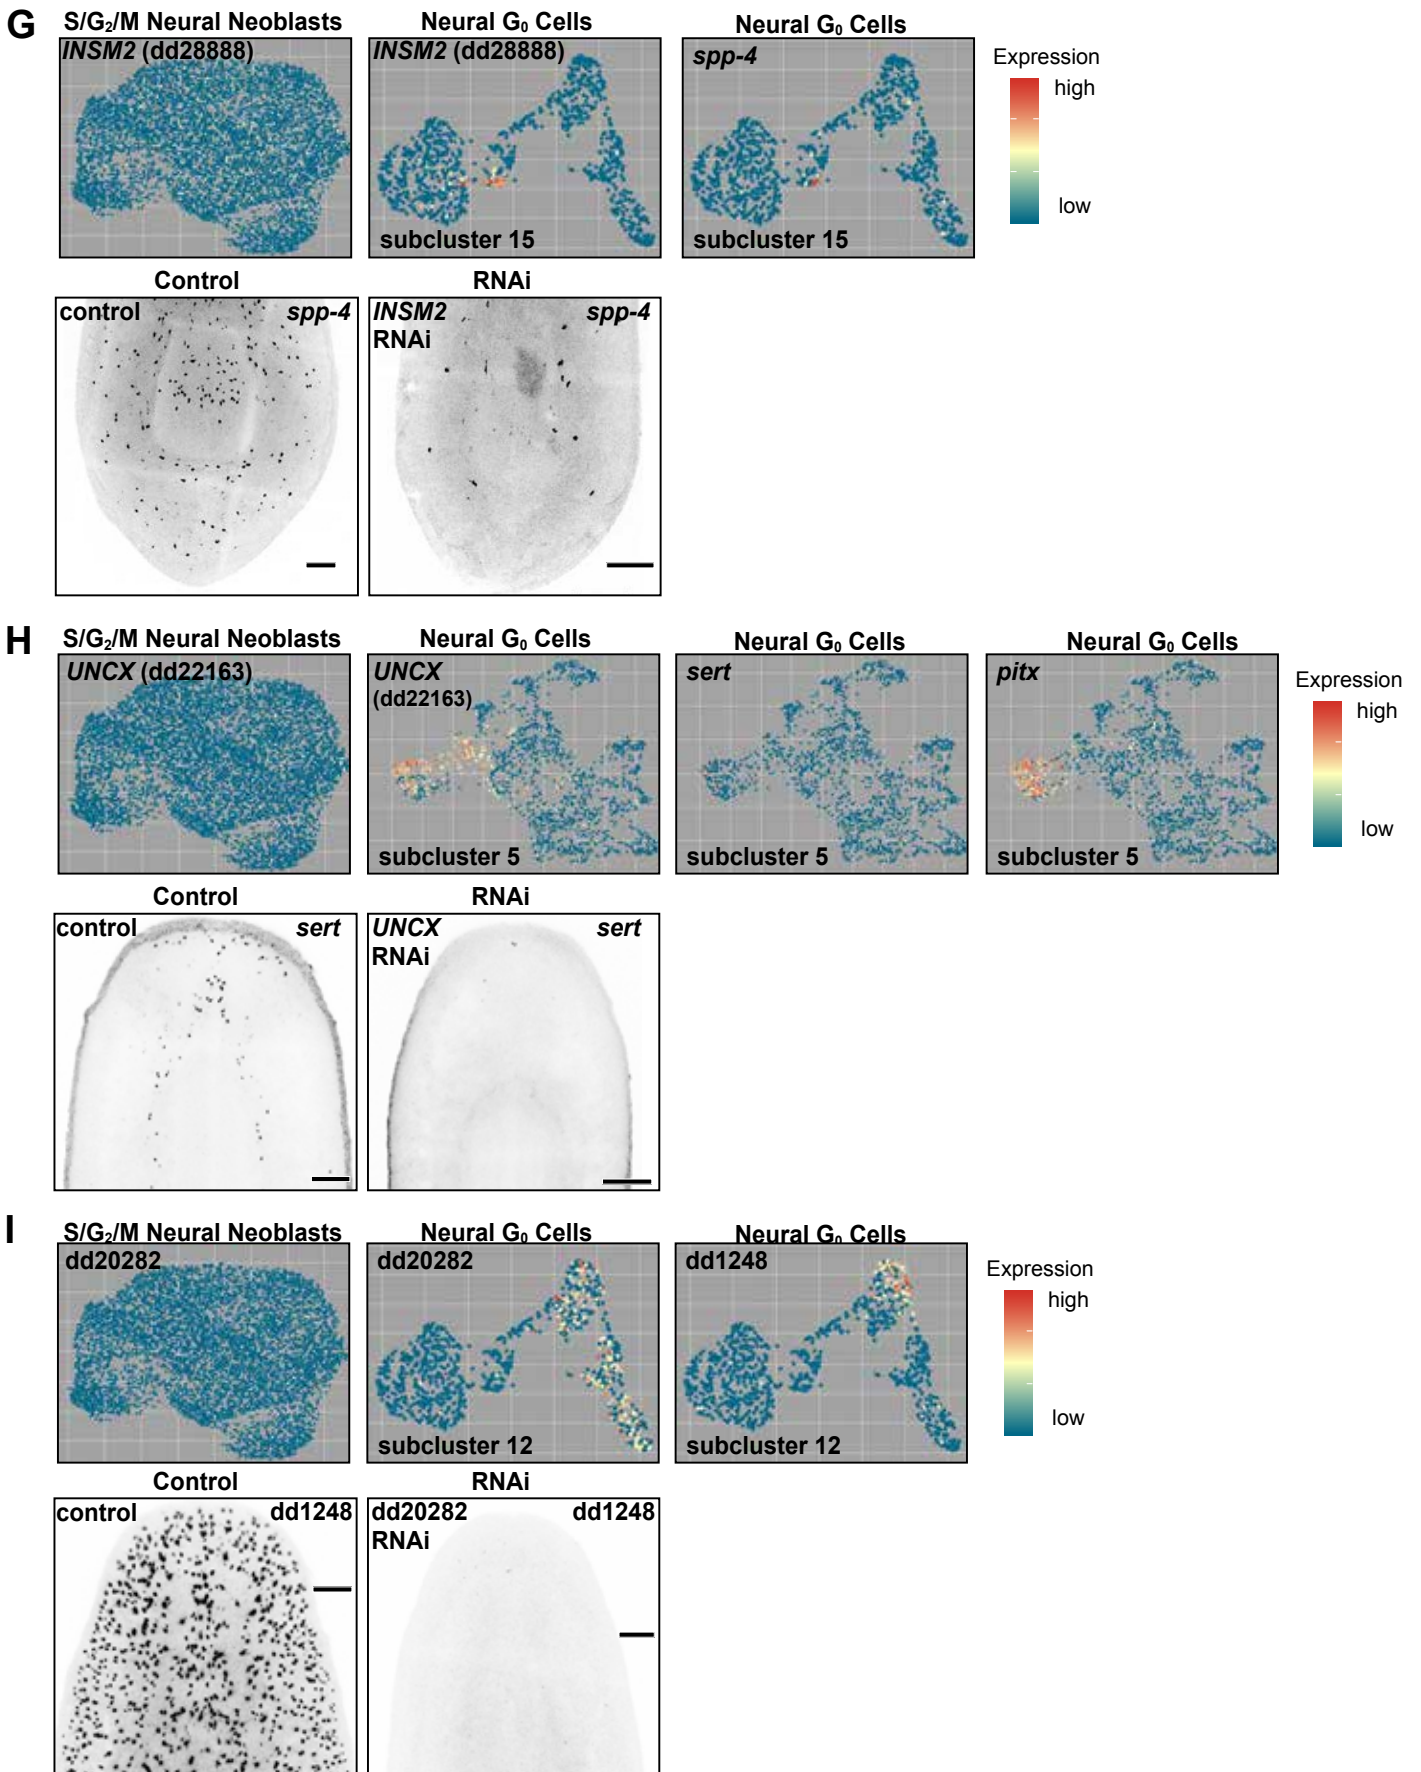 G
S/G₂/M Neural Neoblasts
Neural G₀ Cells
Neural G₀ Cells
INSM2 (dd28888)
INSM2 (dd28888)
spp-4
subcluster 15
subcluster 15
Expression
high
low
Control
RNAi
control
spp-4
INSM2
RNAi
spp-4
H
S/G₂/M Neural Neoblasts
Neural G₀ Cells
Neural G₀ Cells
Neural G₀ Cells
UNCX (dd22163)
UNCX
(dd22163)
sert
pitx
subcluster 5
subcluster 5
subcluster 5
Expression
high
low
Control
RNAi
control
sert
UNCX
RNAi
sert
I
S/G₂/M Neural Neoblasts
Neural G₀ Cells
Neural G₀ Cells
dd20282
dd20282
dd1248
subcluster 12
subcluster 12
Expression
high
low
Control
RNAi
control
dd1248
dd20282
RNAi
dd1248